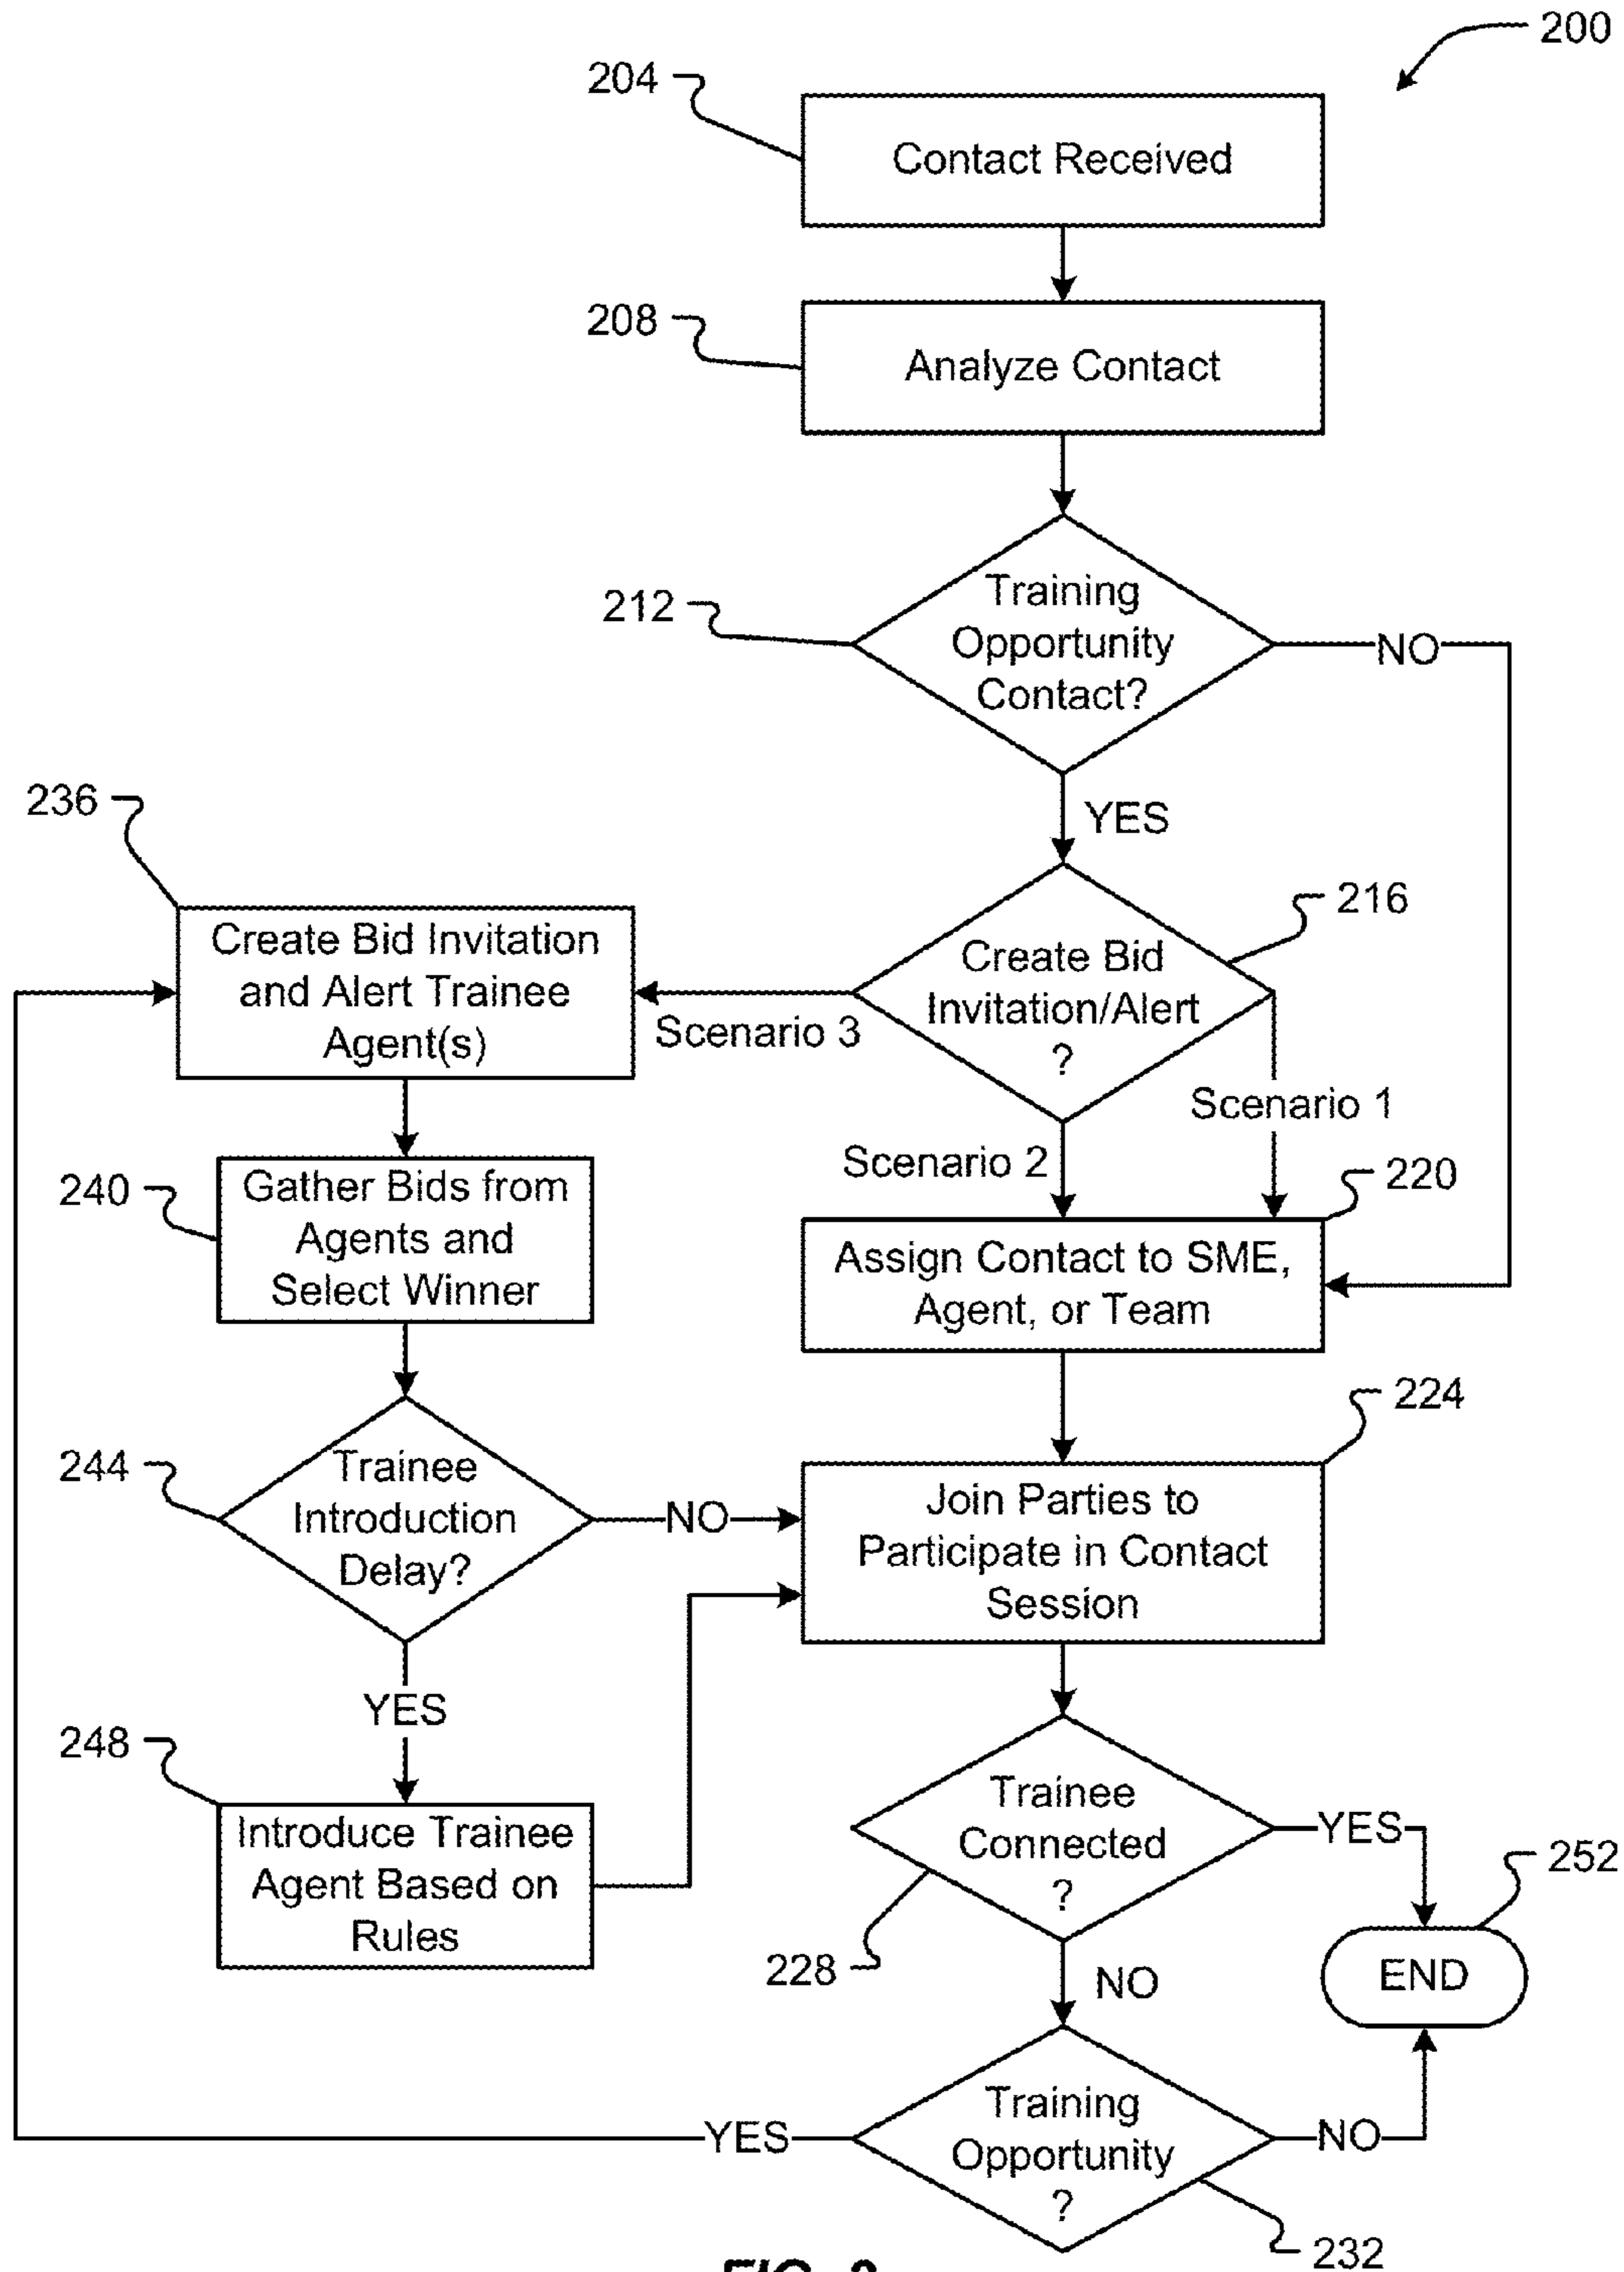 200
204
Contact Received
208
Analyze Contact
212
Training
Opportunity
Contact?
NO
YES
236
Create Bid Invitation
and Alert Trainee
Agent(s)
216
Create Bid
Invitation/Alert
?
Scenario 3
Scenario 1
Scenario 2
240
Gather Bids from
Agents and
Select Winner
220
Assign Contact to SME,
Agent, or Team
244
Trainee
Introduction
Delay?
NO
224
Join Parties to
Participate in Contact
Session
YES
248
Introduce Trainee
Agent Based on
Rules
Trainee
Connected
?
YES
228
NO
252
END
Training
Opportunity
?
YES
NO
232